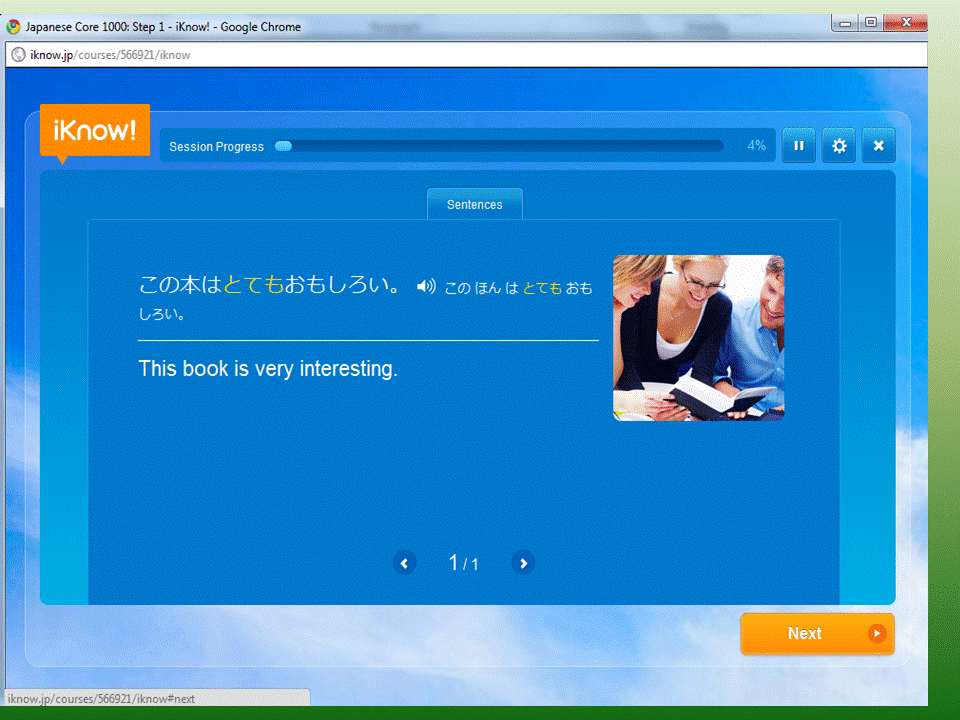 Japanese Core 1000: Step 1 - iKnow! - Google Chrome
iknow.jp/courses/566921/iknow
iKnow!
Session Progress
4%
Sentences
この本はとてもおもしろい。 この ほん は とても おも
しろい。
This book is very interesting.
1 / 1
Next
iknow.jp/courses/566921/iknow#next